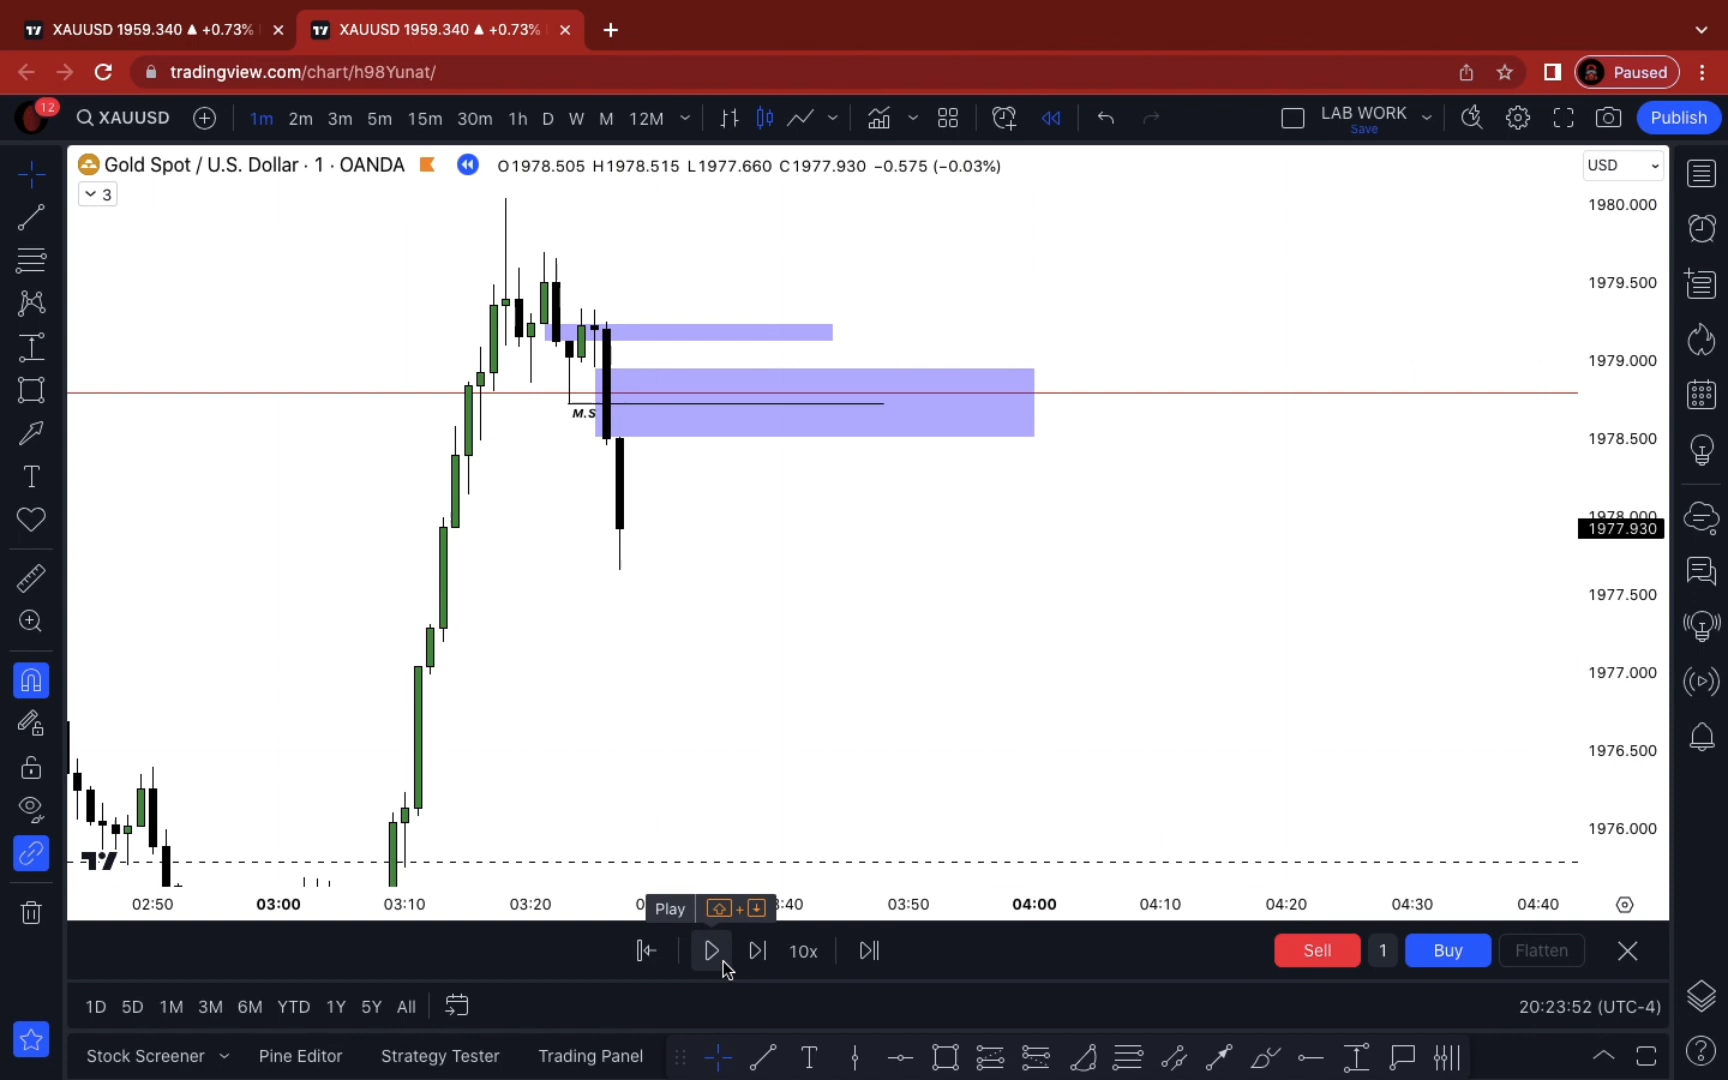 XAUUSD 1959.340 ▲ +0.73%
XAUUSD 1959.340 ▲ +0.73%
tradingview.com/chart/h98Yunat/
Paused
12
XAUUSD
1m 2m 3m 5m 15m 30m 1h D W M 12M
LAB WORK
Save
Publish
Gold Spot / U.S. Dollar · 1 · OANDA
O1978.505 H1978.515 L1977.660 C1977.930 −0.575 (−0.03%)
USD
3
1980.000
1979.500
1979.000
M.S
1978.500
1978.000
1977.930
1977.500
1977.000
1976.500
1976.000
02:50 03:00 03:10 03:20 :40 03:50 04:00 04:10 04:20 04:30 04:40
Play
+
10x
Sell 1 Buy Flatten
1D 5D 1M 3M 6M YTD 1Y 5Y All
20:23:52 (UTC-4)
Stock Screener Pine Editor Strategy Tester Trading Panel